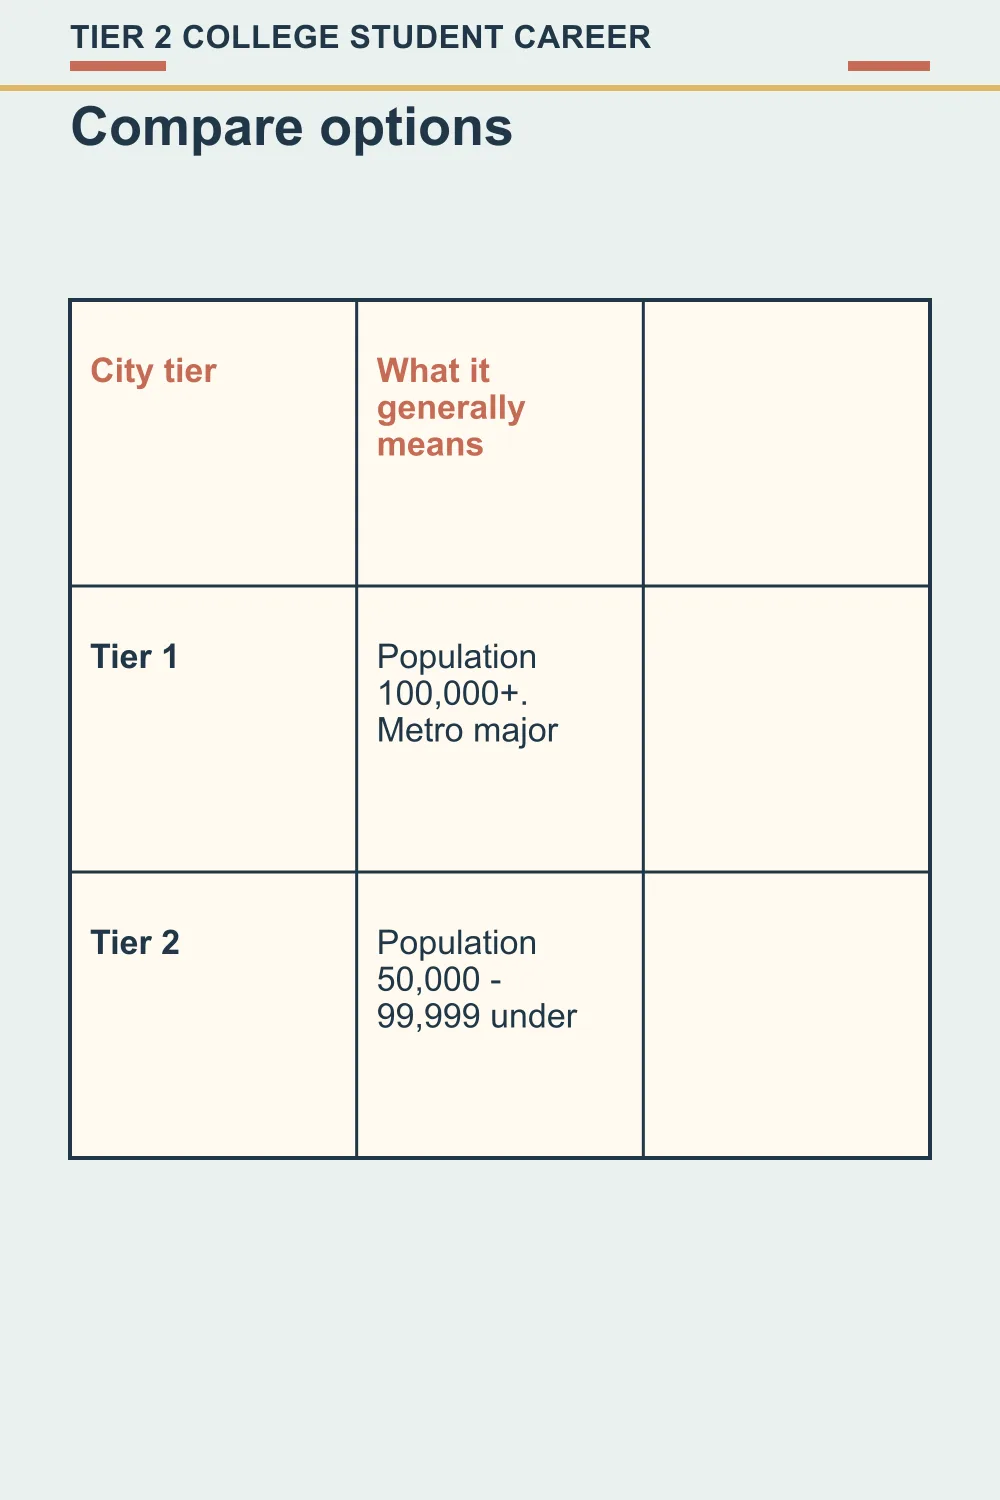 TIER 2 COLLEGE STUDENT CAREER
Compare options
City tier
What it
generally
means
Tier 1
Population
100,000+.
Metro major
Tier 2
Population
50,000 -
99,999 under